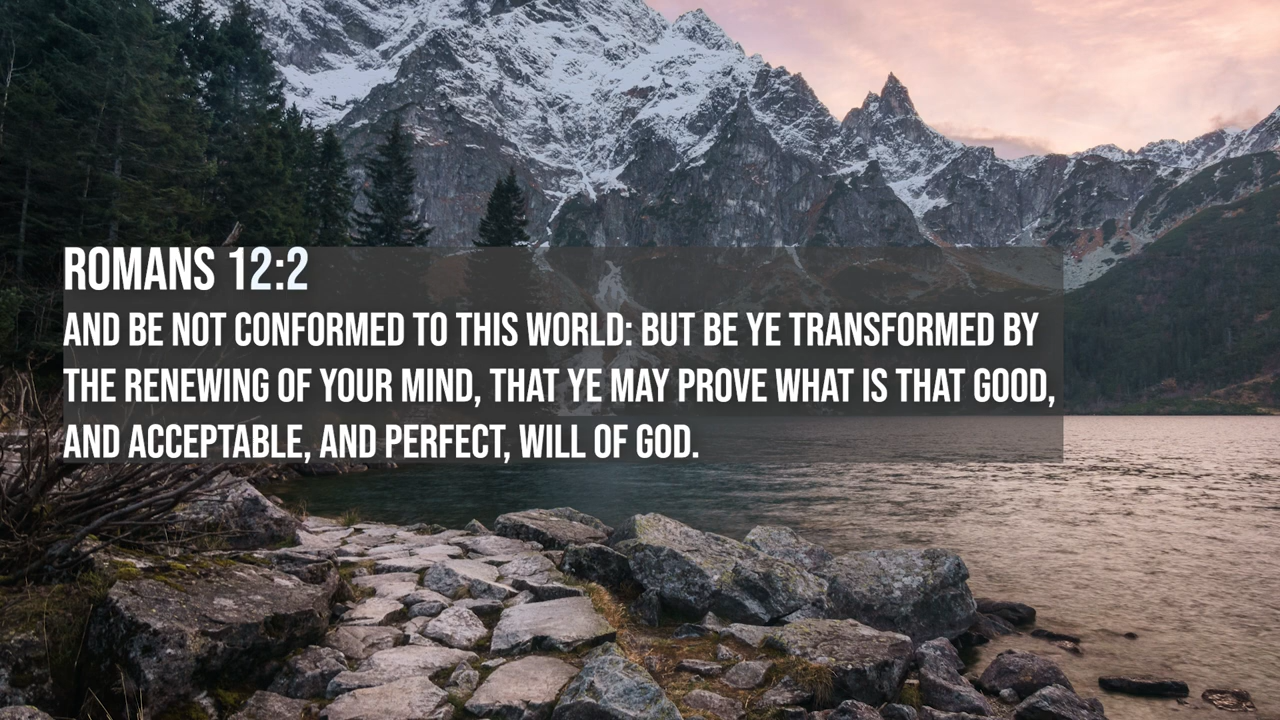 ROMANS 12:2
AND BE NOT CONFORMED TO THIS WORLD: BUT BE YE TRANSFORMED BY
THE RENEWING OF YOUR MIND, THAT YE MAY PROVE WHAT IS THAT GOOD,
AND ACCEPTABLE, AND PERFECT, WILL OF GOD.